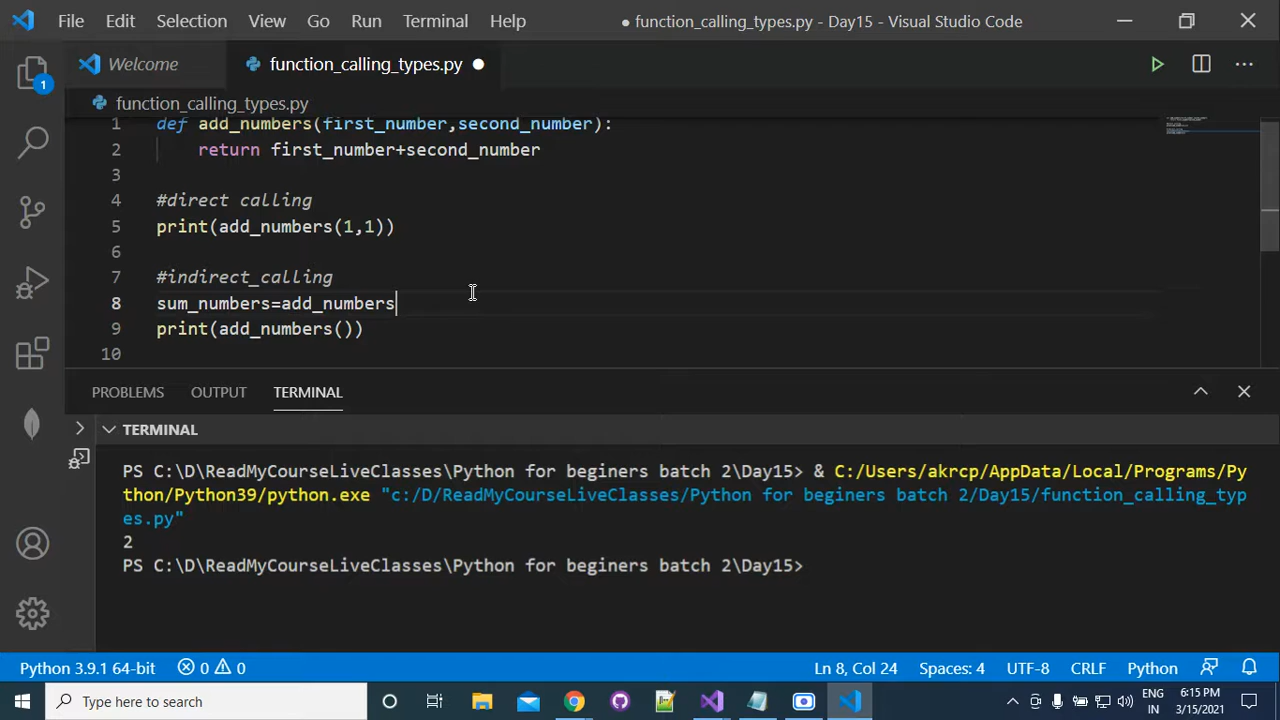 File Edit Selection View Go Run Terminal Help ● function_calling_types.py - Day15 - Visual Studio Code
Welcome function_calling_types.py
1
function_calling_types.py
1 def add_numbers(first_number,second_number):
2 return first_number+second_number
3
4 #direct calling
5 print(add_numbers(1,1))
6
7 #indirect_calling
8 sum_numbers=add_numbers
9 print(add_numbers())
10
PROBLEMS OUTPUT TERMINAL
TERMINAL
PS C:\D\ReadMyCourseLiveClasses\Python for beginers batch 2\Day15> & C:/Users/akrcp/AppData/Local/Programs/Py
thon/Python39/python.exe "c:/D/ReadMyCourseLiveClasses/Python for beginers batch 2/Day15/function_calling_typ
es.py"
2
PS C:\D\ReadMyCourseLiveClasses\Python for beginers batch 2\Day15>
Python 3.9.1 64-bit 0 0 Ln 8, Col 24 Spaces: 4 UTF-8 CRLF Python
Type here to search ENG 6:15 PM
IN 3/15/2021